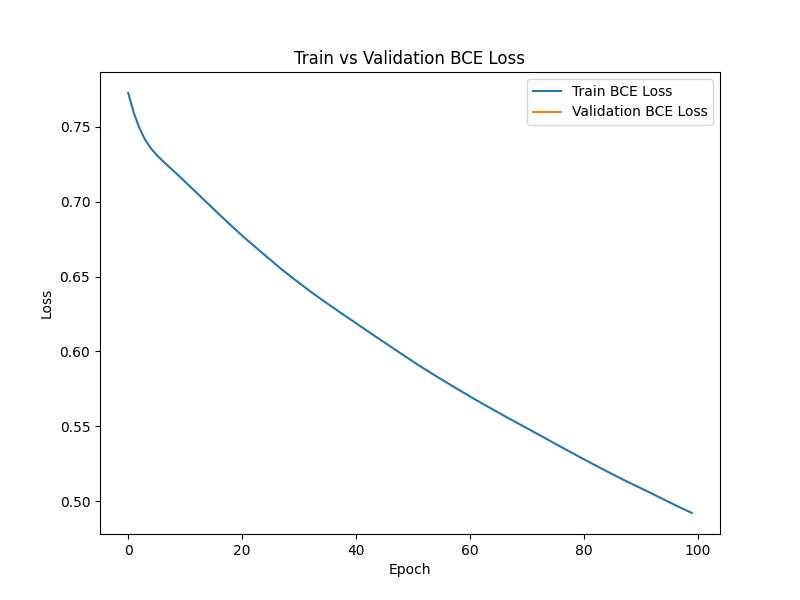 Train vs Validation BCE Loss
Train BCE Loss
Validation BCE Loss
0.75
0.70
0.65
0.60
0.55
0.50
Loss
0 20 40 60 80 100
Epoch